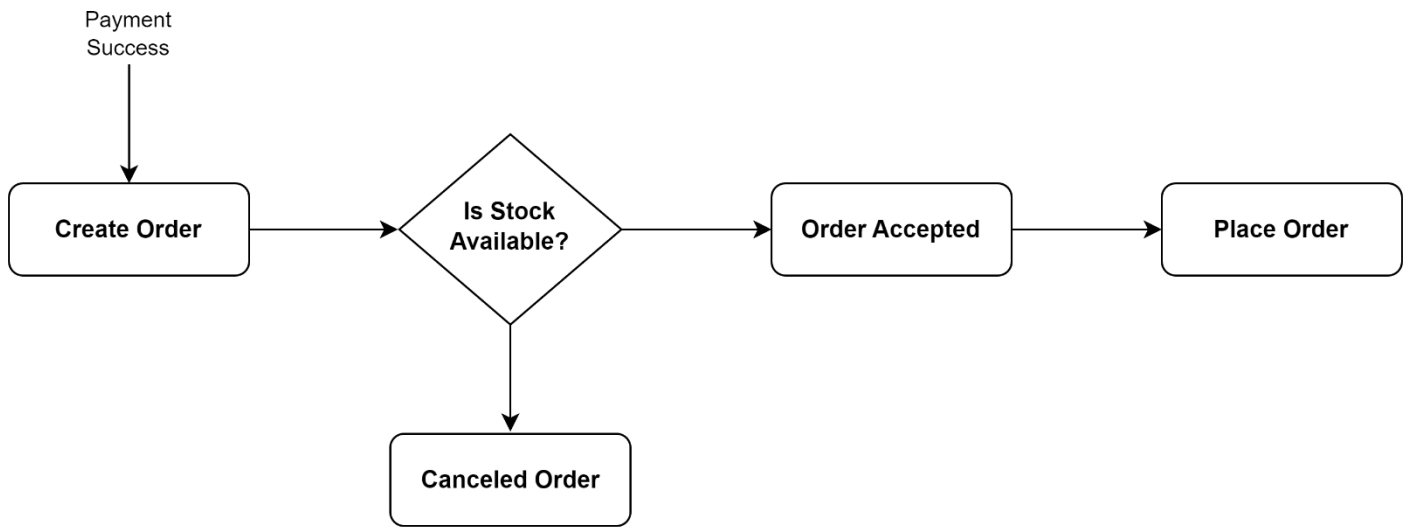 Payment
Success
Create Order
Is Stock
Available?
Order Accepted
Place Order
Canceled Order